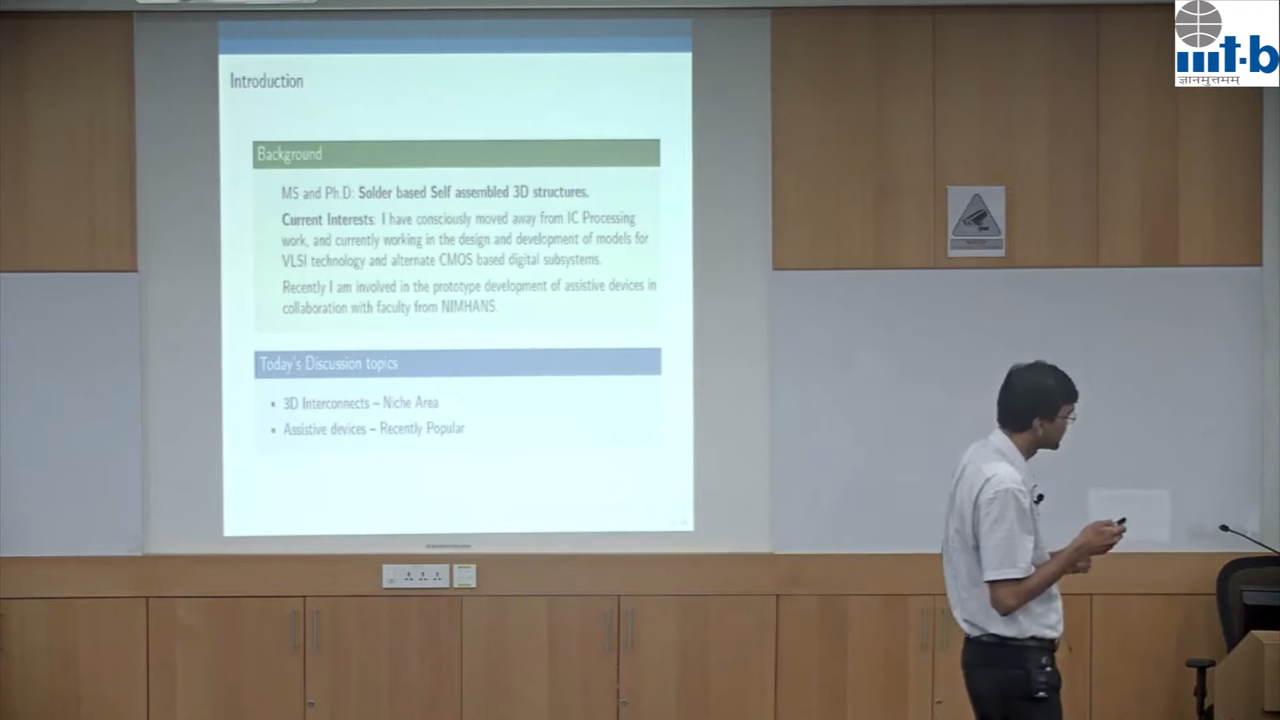 Introduction
Background
MS and Ph.D: Solder based Self assembled 3D structures.
Current Interests: I have consciously moved away from IC Processing
work, and currently working in the design and development of models for
VLSI technology and alternate CMOS based digital subsystems.
Recently I am involved in the prototype development of assistive devices in
collaboration with faculty from NIMHANS.
Today's Discussion topics
• 3D Interconnects – Niche Area
• Assistive devices – Recently Popular
iiit-b
ज्ञानमुत्तमम्